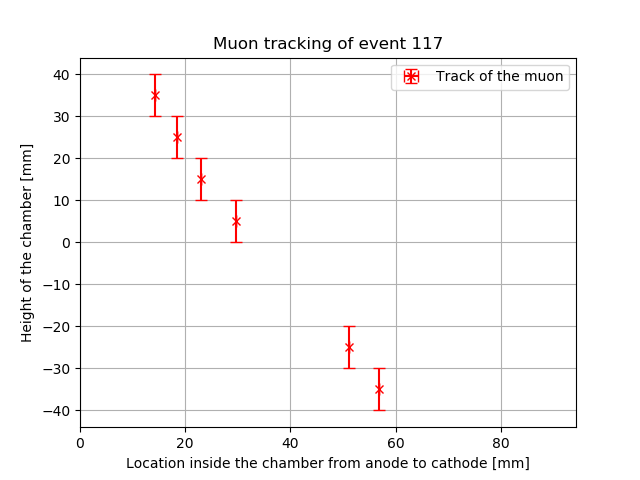 Muon tracking of event 117
Track of the muon
Height of the chamber [mm]
40
30
20
10
0
−10
−20
−30
−40
0 20 40 60 80
Location inside the chamber from anode to cathode [mm]